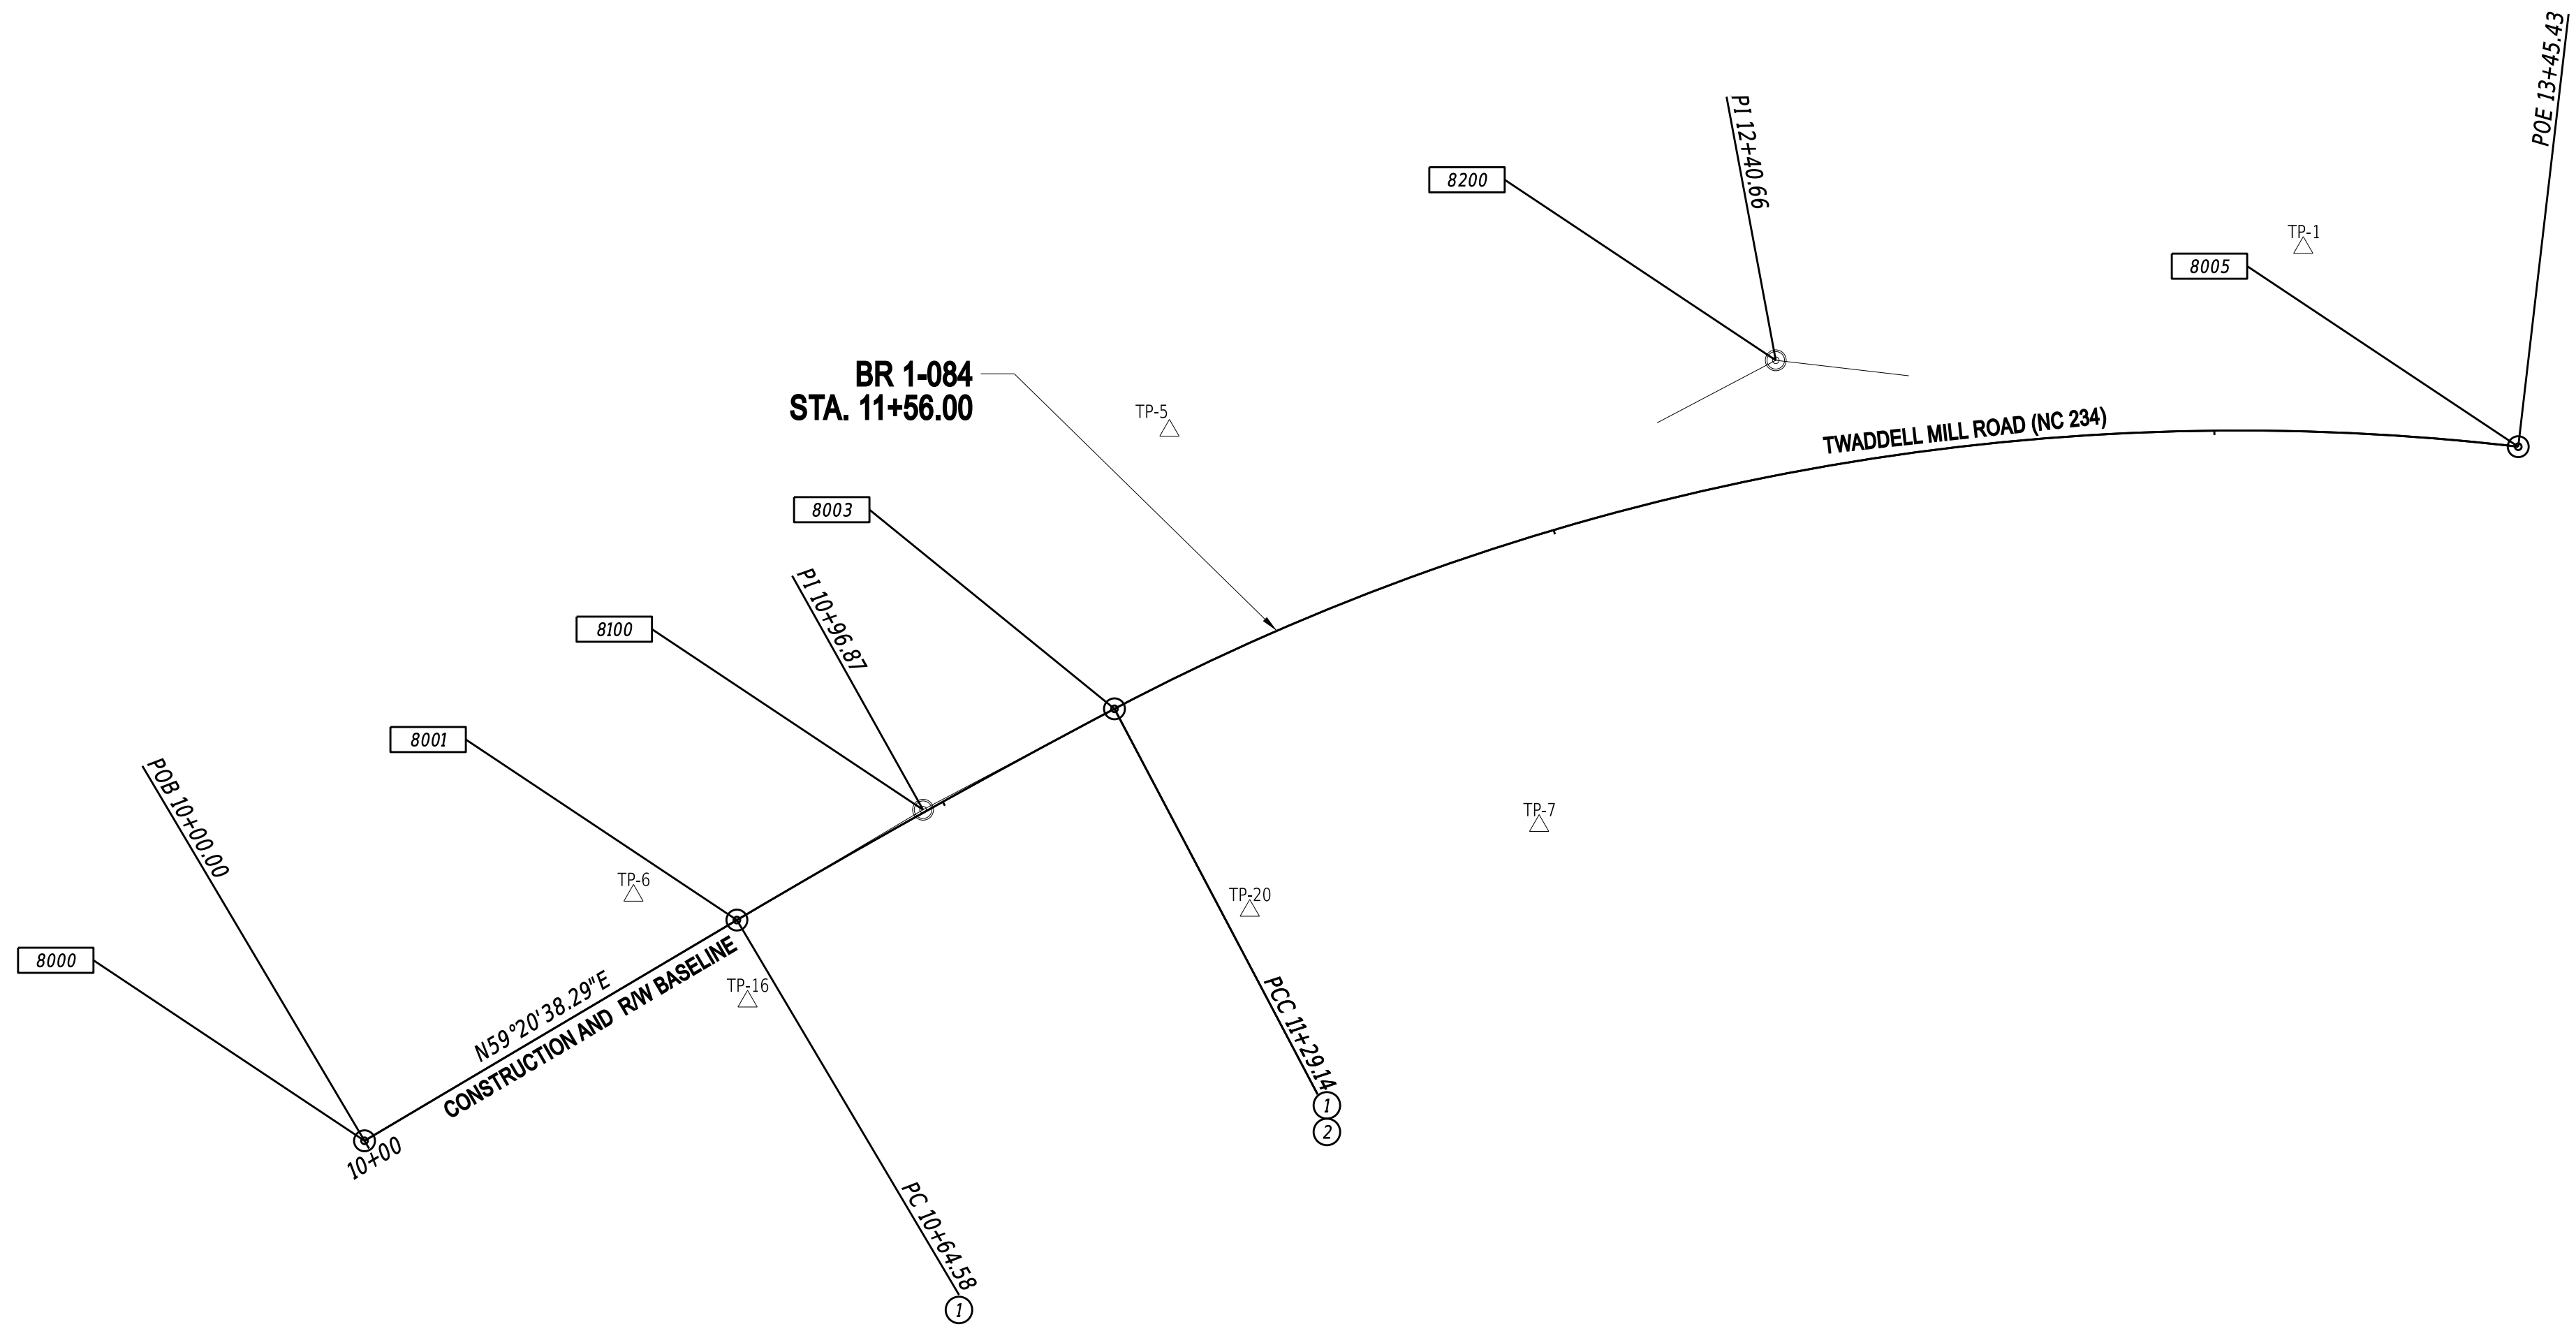 POE 13+45.43
PI 12+40.66
8200
TP-1
8005
BR 1-084
STA. 11+56.00
TP-5
TWADDELL MILL ROAD (NC 234)
8003
PI 10+96.87
8100
8001
POB 10+00.00
TP-7
TP-6
TP-20
8000
N59°20'38.29"E
CONSTRUCTION AND R/W BASELINE
TP-16
PCC 11+29.14
1
2
10+00
PC 10+64.58
1